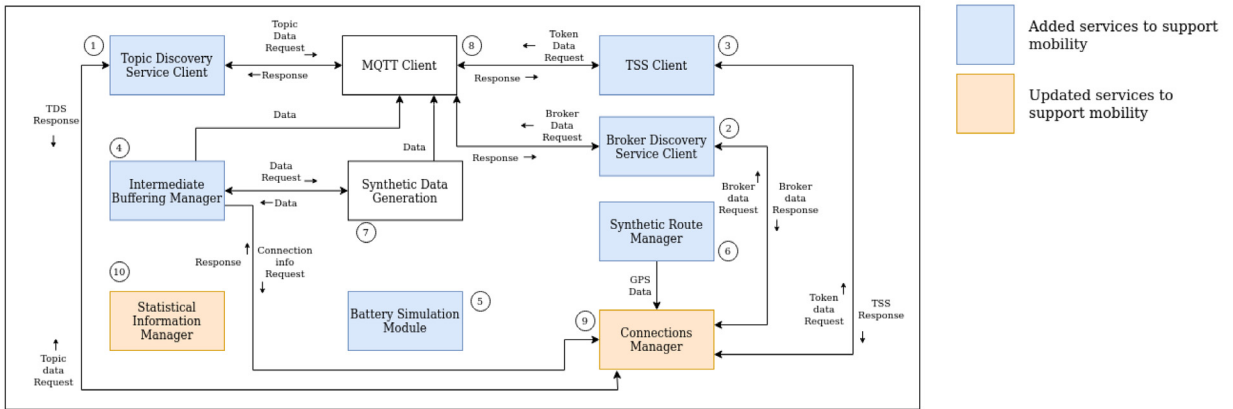 1
Topic Discovery
Service Client
Topic
Data
Request
Response
MQTT Client
8
Token
Data
Request
Response
TSS Client
3
Added services to support
mobility
Updated services to
support mobility
TDS
Response
Data
Data
Broker
Data
Request
Response
Broker Discovery
Service Client
2
4
Intermediate
Buffering Manager
Data
Request
Data
Synthetic Data
Generation
7
Broker
data
Request
Broker
data
Response
Synthetic Route
Manager
6
Response
Connection
info
Request
GPS
Data
10
Statistical
Information
Manager
Battery Simulation
Module
5
9
Connections
Manager
Token
data
Request
TSS
Response
Topic
data
Request